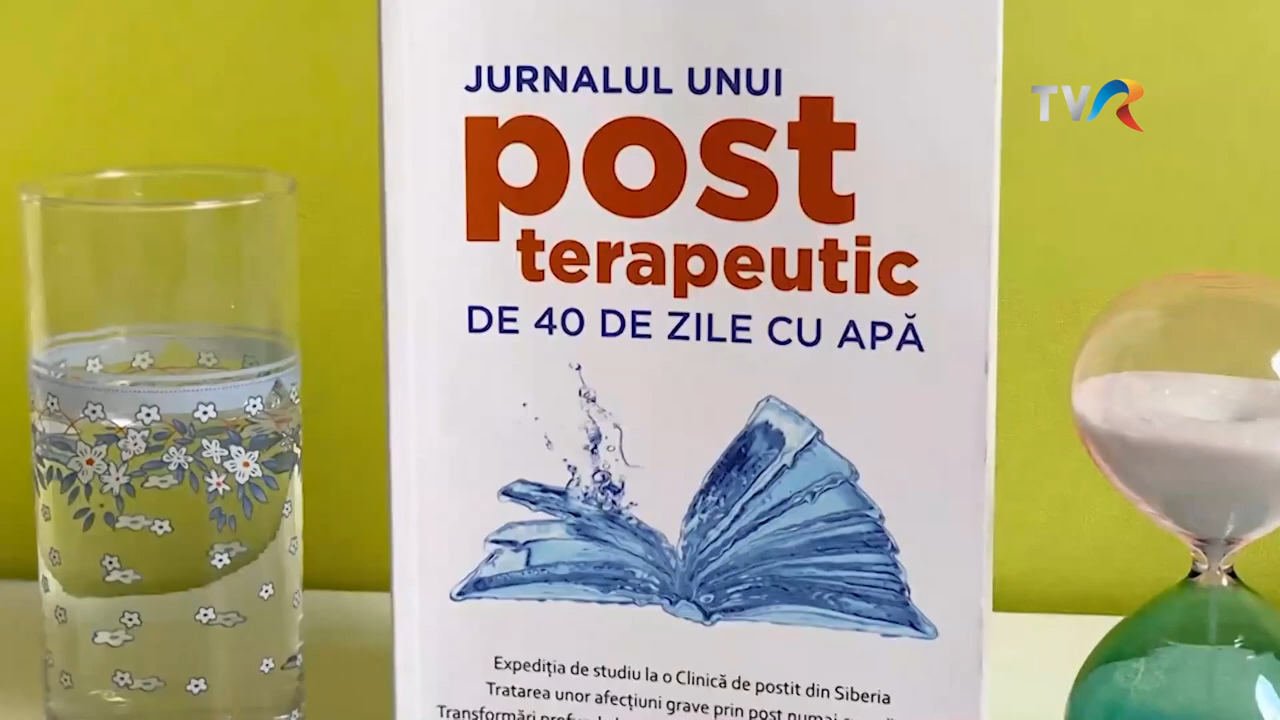 JURNALUL UNUI
post
terapeutic
DE 40 DE ZILE CU APĂ
TVR
Expediția de studiu la o Clinică de postit din Siberia
Tratarea unor afecțiuni grave prin post numai
Transformări